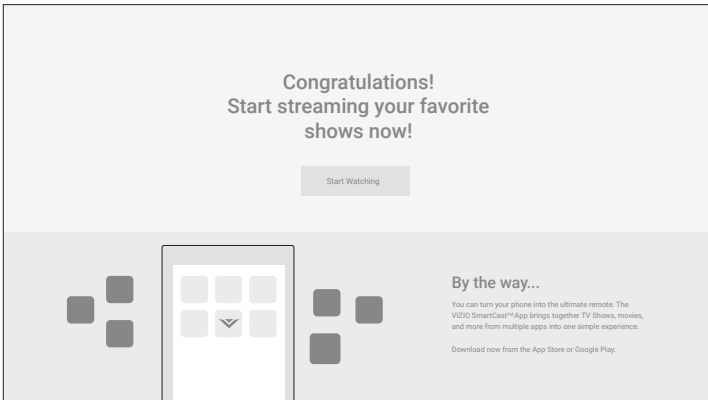 Congratulations!
Start streaming your favorite
shows now!
Start Watching
By the way...
You can turn your phone into the ultimate remote. The
VIZIO SmartCast™ App brings together TV Shows, movies,
and more from multiple apps into one simple experience.
Download now from the App Store or Google Play.